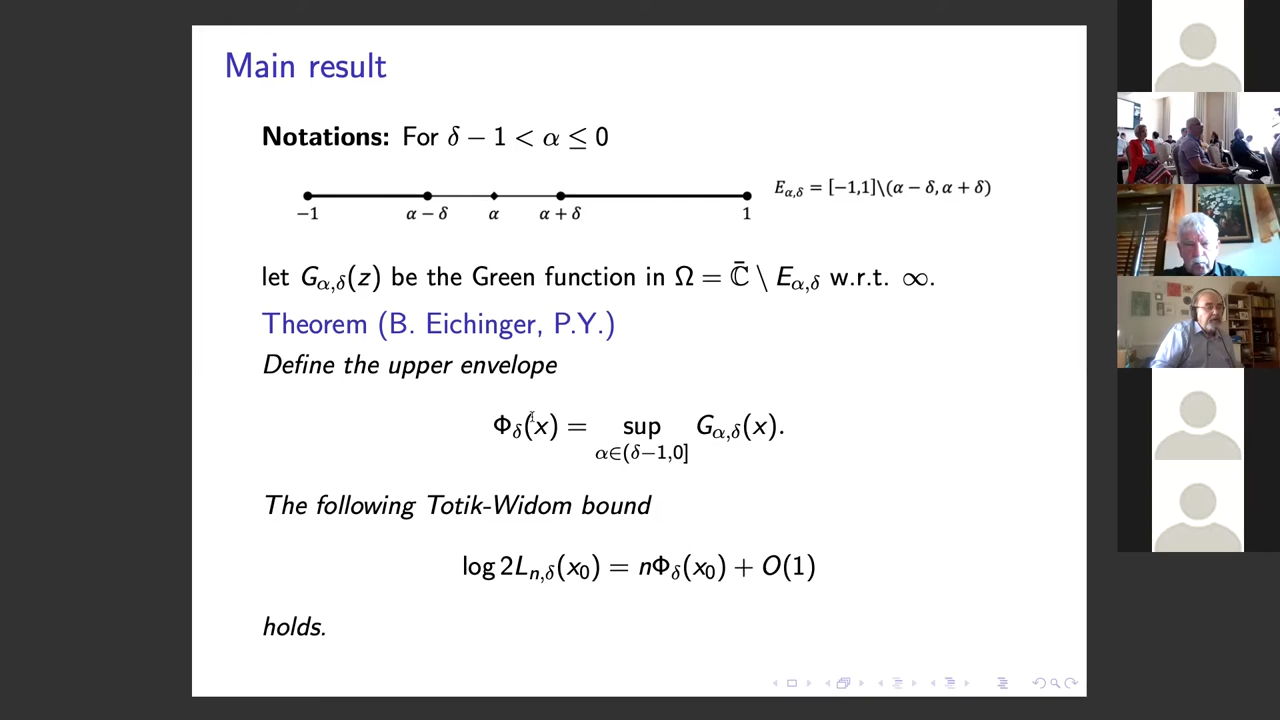 Main result
Notations: For δ − 1 < α ≤ 0
−1 α − δ α α + δ 1
E_{α,δ} = [−1,1]\(α − δ, α + δ)
let G_{α,δ}(z) be the Green function in Ω = ℂ̄ \ E_{α,δ} w.r.t. ∞.
Theorem (B. Eichinger, P.Y.)
Define the upper envelope
Φ_δ(x) = sup_{α∈(δ−1,0]} G_{α,δ}(x).
The following Totik-Widom bound
log 2L_{n,δ}(x₀) = nΦ_δ(x₀) + O(1)
holds.